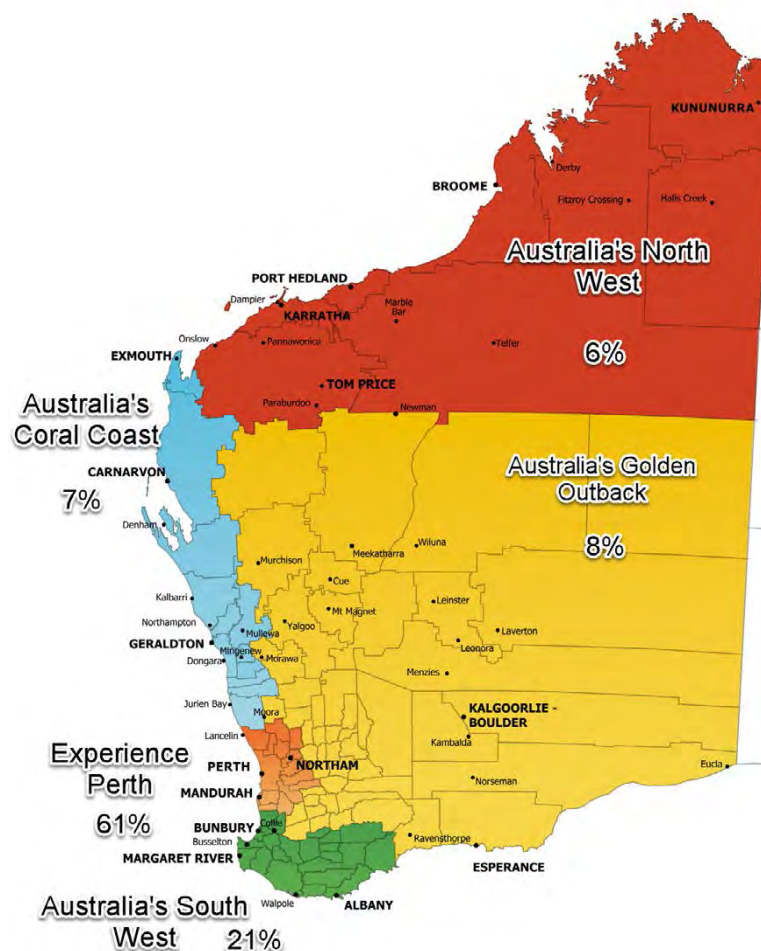 KUNUNURRA
Derby
BROOME
Fitzroy Crossing
Halls Creek
Australia's North
West
PORT HEDLAND
Dampier
KARRATHA
Marble
Bar
Onslow
Pannawonica
Telfer
6%
EXMOUTH
TOM PRICE
Paraburdoo
Newman
Australia's
Coral Coast
CARNARVON
7%
Australia's Golden
Outback
8%
Denham
Meekatharra
Wiluna
Murchison
Cue
Kalbarri
Leinster
Mt Magnet
Northampton
Yalgoo
Mullewa
Laverton
GERALDTON
Leonora
Mingenew
Dongara
Morawa
Menzies
Jurien Bay
Moora
KALGOORLIE -
BOULDER
Lancelin
Kambalda
Experience
Perth
61%
NORTHAM
PERTH
Eucla
Norseman
MANDURAH
BUNBURY
Collie
Busselton
Ravensthorpe
MARGARET RIVER
ESPERANCE
Walpole
ALBANY
Australia's South
West
21%